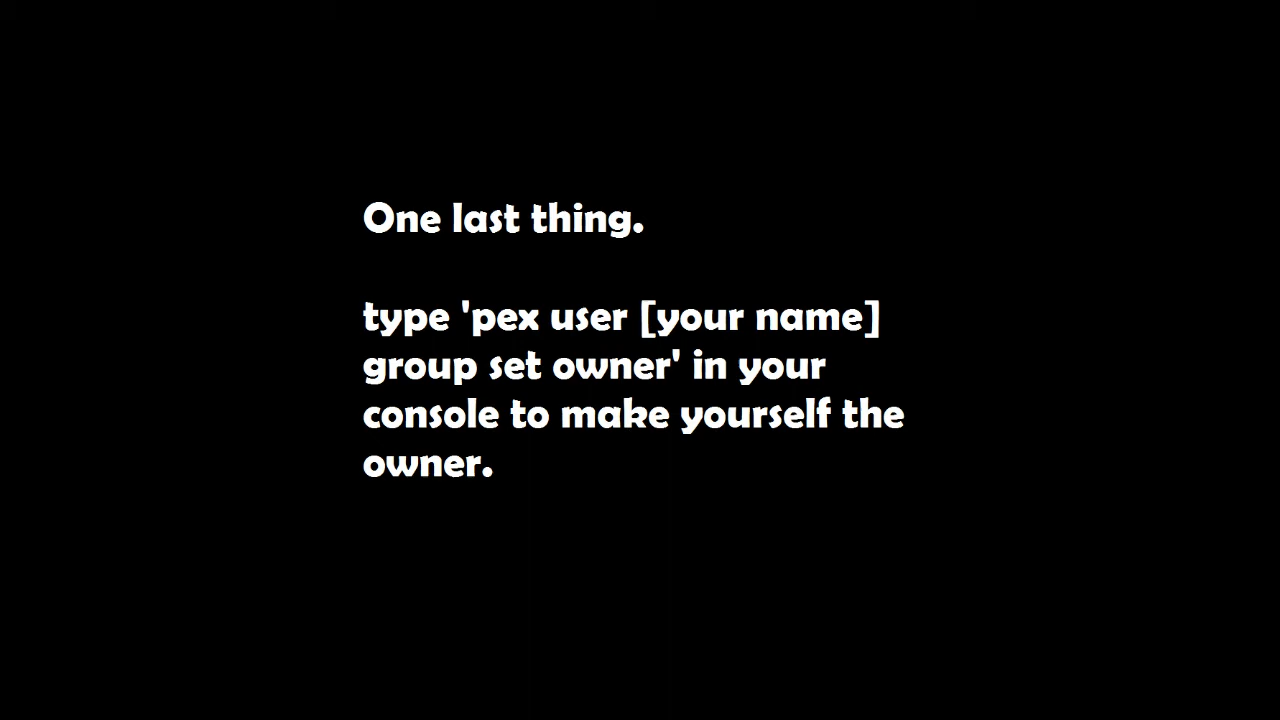 One last thing.
type 'pex user [your name]
group set owner' in your
console to make yourself the
owner.